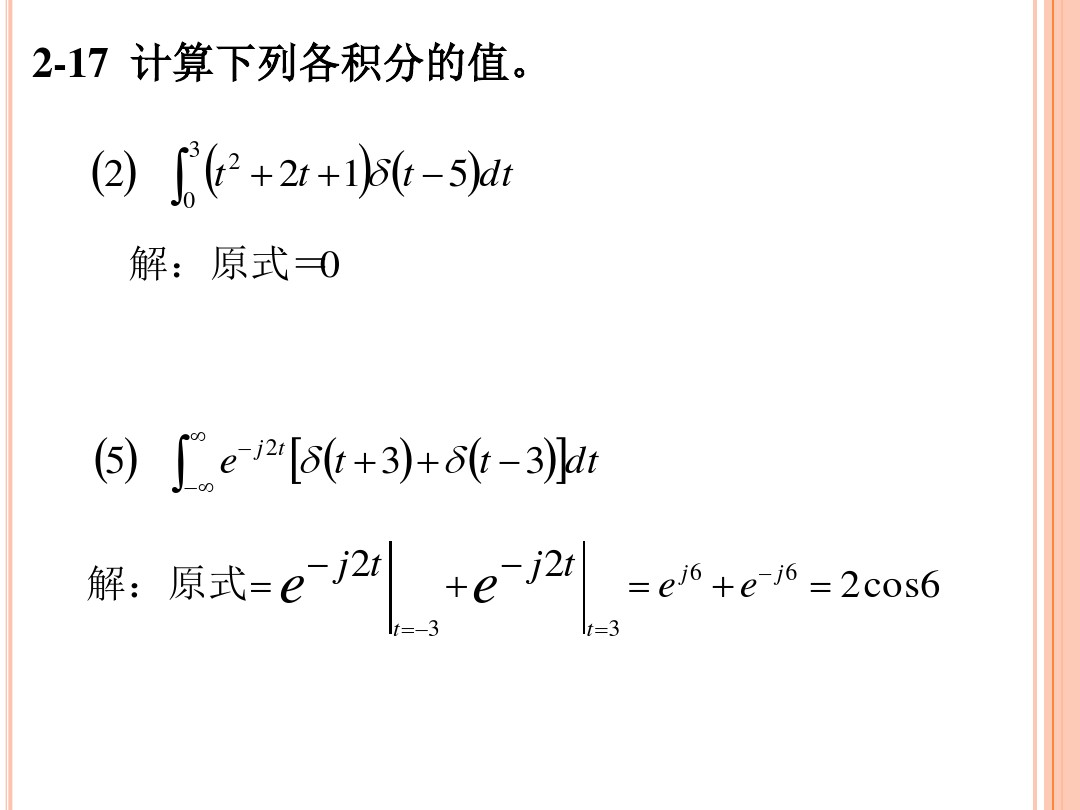 2-17 计算下列各积分的值。
(2) ∫₀³(t² + 2t + 1)δ(t − 5)dt
解：原式＝0
(5) ∫₋∞^∞ e^(−j2t)[δ(t + 3) + δ(t − 3)]dt
解：原式= e^(−j2t)|ₜ₌₋₃ + e^(−j2t)|ₜ₌₃ = e^(j6) + e^(−j6) = 2cos6